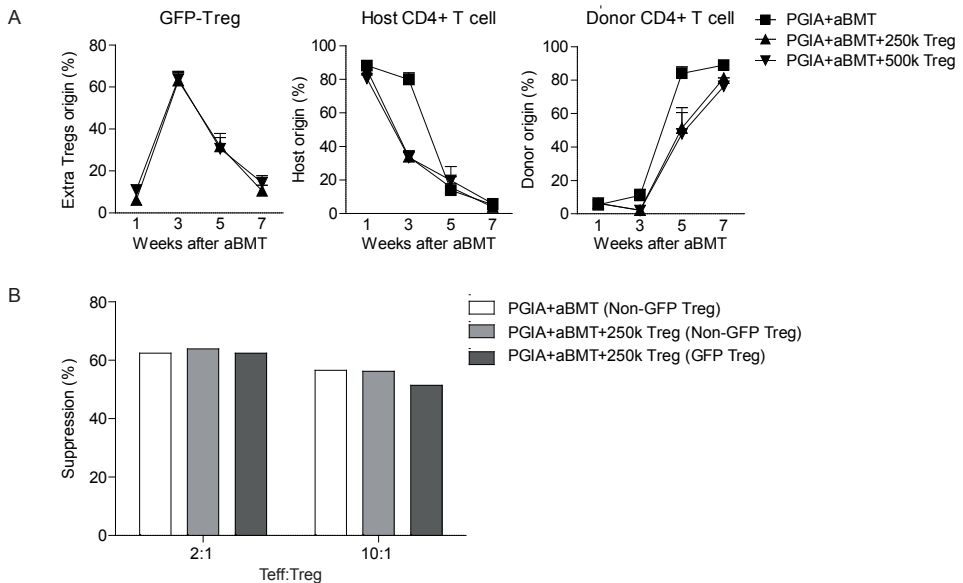 A
GFP-Treg
Extra Tregs origin (%)
80
60
40
20
0
1 3 5 7
Weeks after aBMT
Host CD4+ T cell
Host origin (%)
100
80
60
40
20
0
1 3 5 7
Weeks after aBMT
Donor CD4+ T cell
Donor origin (%)
100
80
60
40
20
0
1 3 5 7
Weeks after aBMT
PGIA+aBMT
PGIA+aBMT+250k Treg
PGIA+aBMT+500k Treg
B
Suppression (%)
80
60
40
20
0
2:1 10:1
Teff:Treg
PGIA+aBMT (Non-GFP Treg)
PGIA+aBMT+250k Treg (Non-GFP Treg)
PGIA+aBMT+250k Treg (GFP Treg)